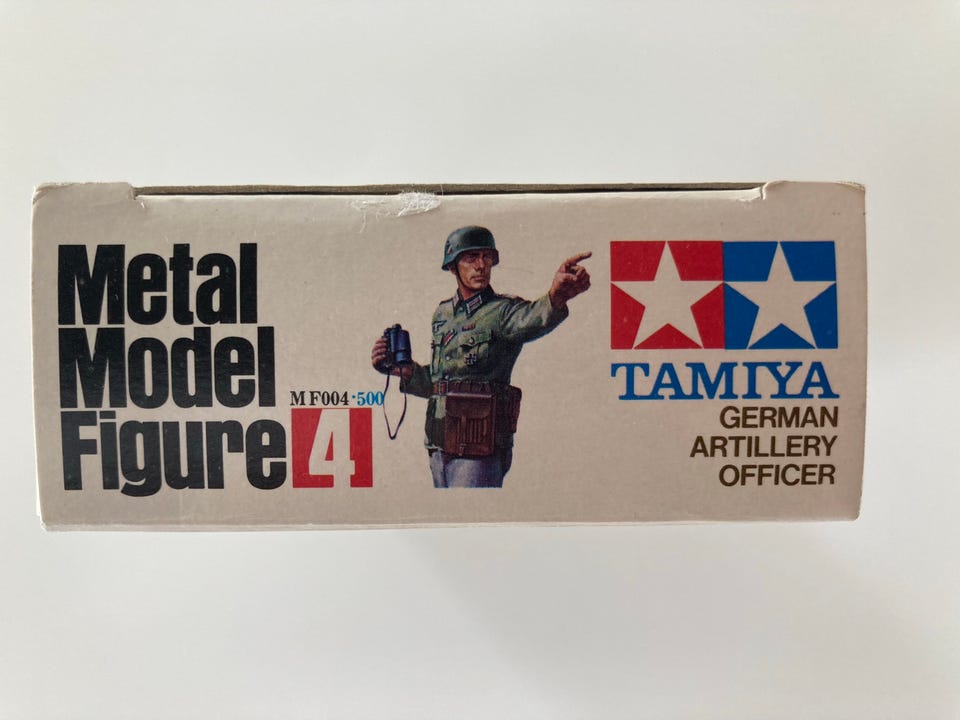 Metal
Model
Figure
MF004·500
4
TAMIYA
GERMAN
ARTILLERY
OFFICER